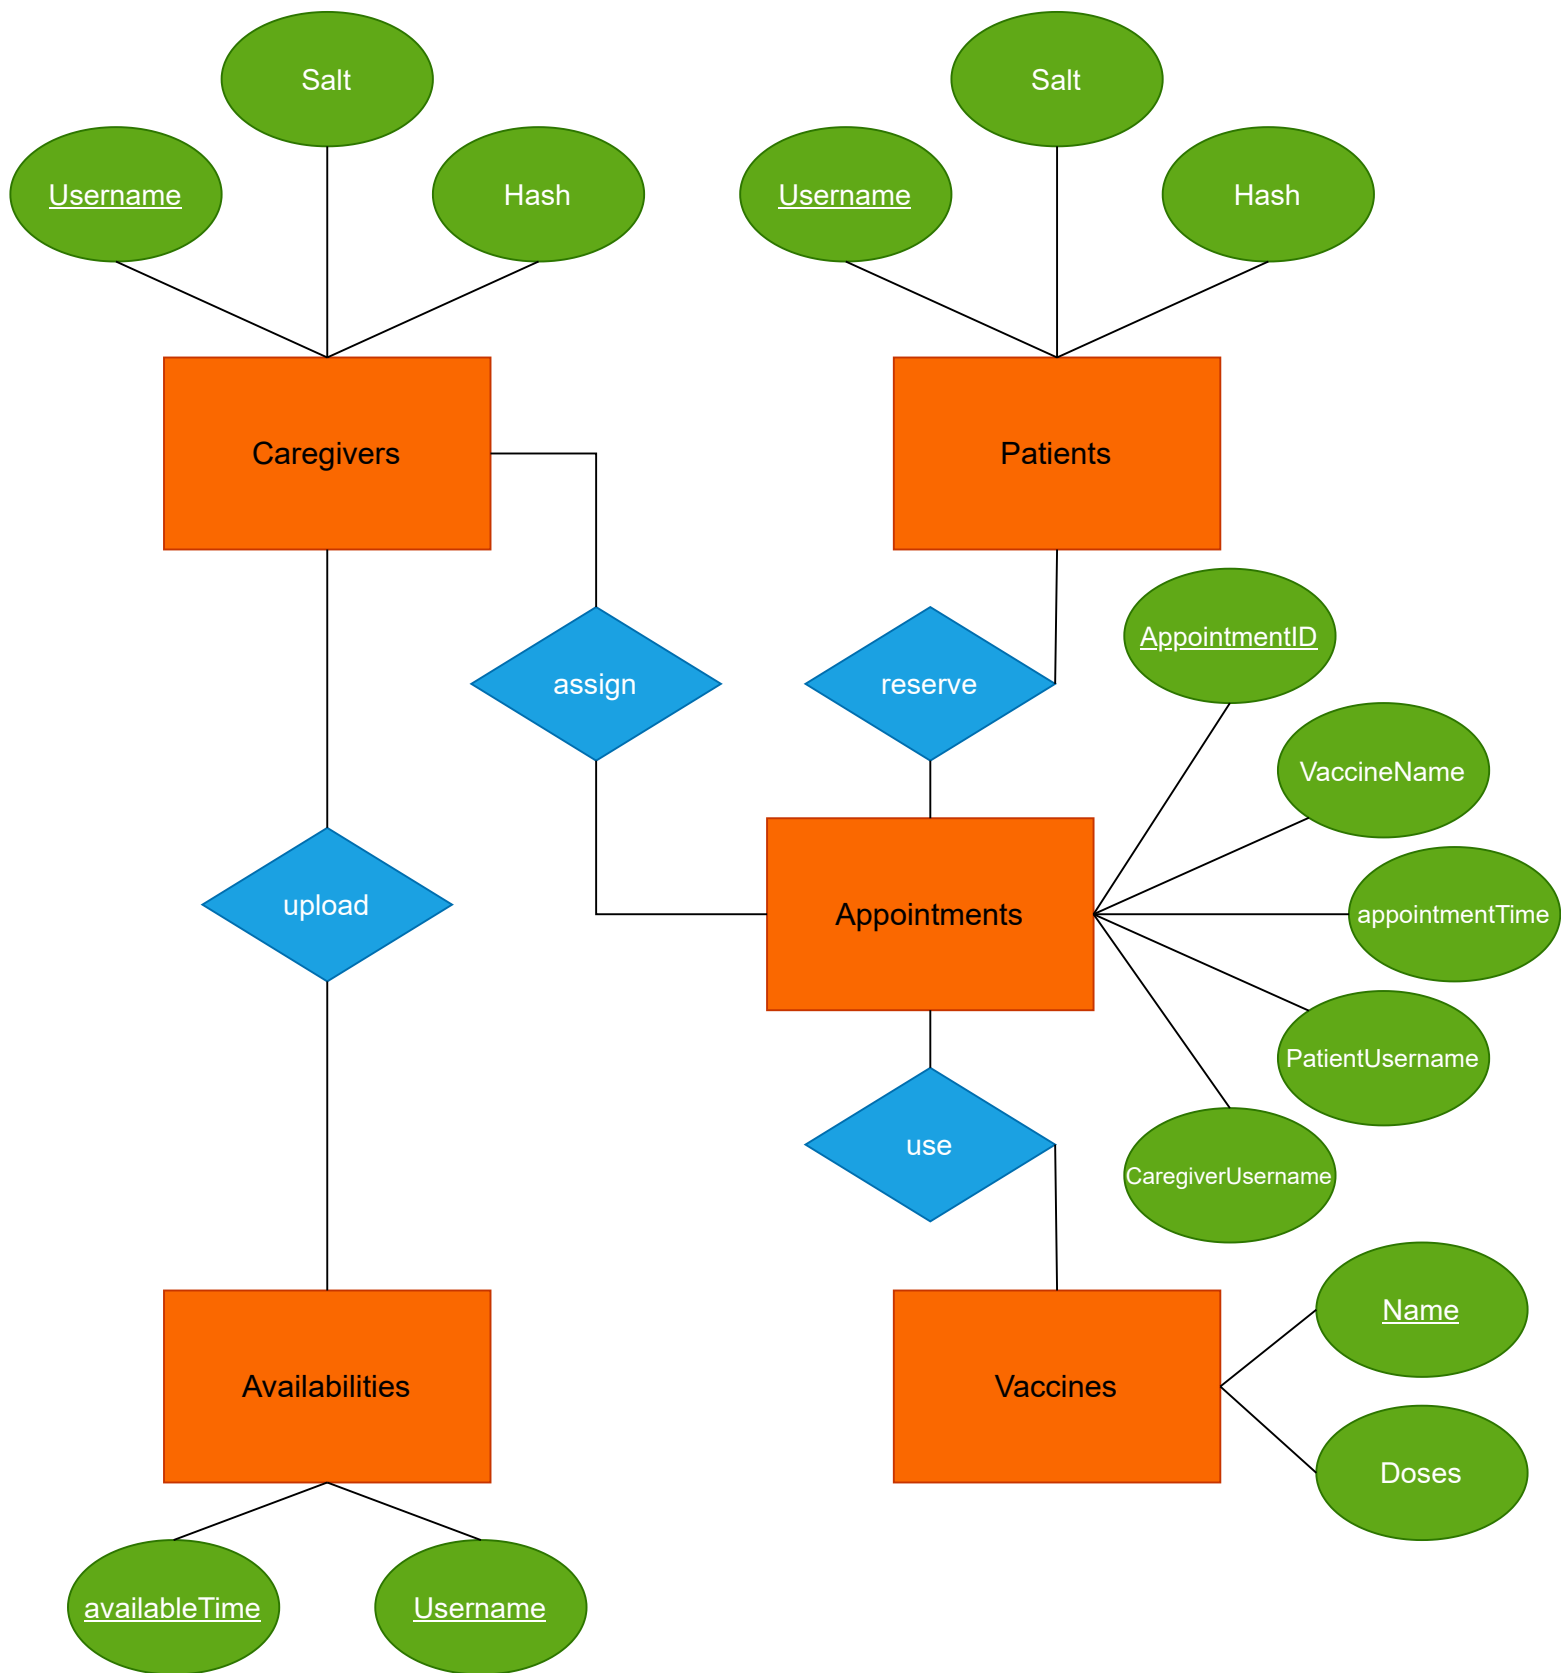 Salt
Salt
Username
Hash
Username
Hash
Caregivers
Patients
AppointmentID
assign
reserve
VaccineName
upload
Appointments
appointmentTime
PatientUsername
use
CaregiverUsername
Name
Availabilities
Vaccines
Doses
availableTime
Username